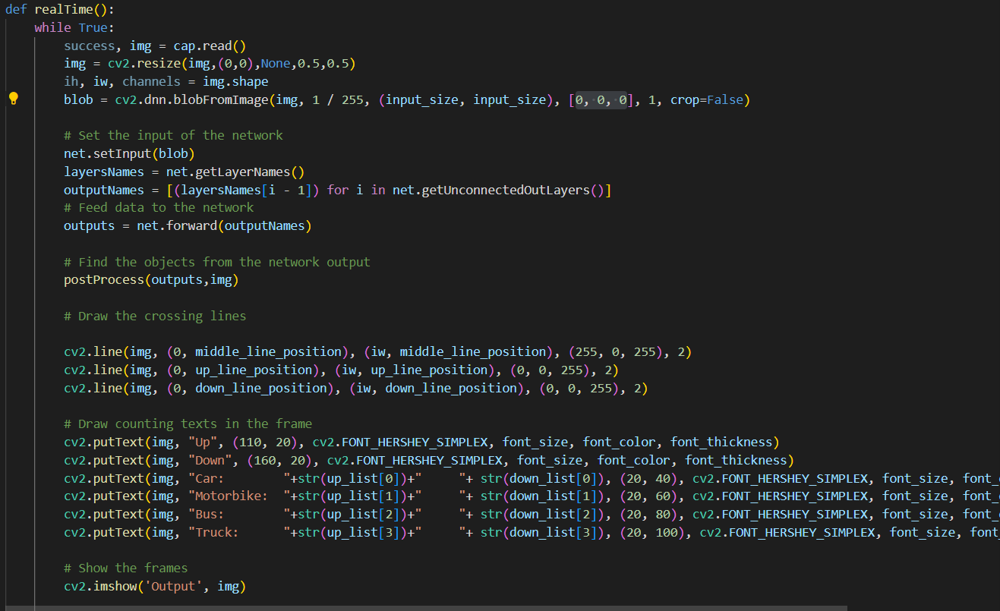 def realTime():
    while True:
        success, img = cap.read()
        img = cv2.resize(img,(0,0),None,0.5,0.5)
        ih, iw, channels = img.shape
        blob = cv2.dnn.blobFromImage(img, 1 / 255, (input_size, input_size), [0, 0, 0], 1, crop=False)

        # Set the input of the network
        net.setInput(blob)
        layersNames = net.getLayerNames()
        outputNames = [(layersNames[i - 1]) for i in net.getUnconnectedOutLayers()]
        # Feed data to the network
        outputs = net.forward(outputNames)

        # Find the objects from the network output
        postProcess(outputs,img)

        # Draw the crossing lines

        cv2.line(img, (0, middle_line_position), (iw, middle_line_position), (255, 0, 255), 2)
        cv2.line(img, (0, up_line_position), (iw, up_line_position), (0, 0, 255), 2)
        cv2.line(img, (0, down_line_position), (iw, down_line_position), (0, 0, 255), 2)

        # Draw counting texts in the frame
        cv2.putText(img, "Up", (110, 20), cv2.FONT_HERSHEY_SIMPLEX, font_size, font_color, font_thickness)
        cv2.putText(img, "Down", (160, 20), cv2.FONT_HERSHEY_SIMPLEX, font_size, font_color, font_thickness)
        cv2.putText(img, "Car:        "+str(up_list[0])+"     "+ str(down_list[0]), (20, 40), cv2.FONT_HERSHEY_SIMPLEX, font_size, font_
        cv2.putText(img, "Motorbike:  "+str(up_list[1])+"     "+ str(down_list[1]), (20, 60), cv2.FONT_HERSHEY_SIMPLEX, font_size, font_
        cv2.putText(img, "Bus:        "+str(up_list[2])+"     "+ str(down_list[2]), (20, 80), cv2.FONT_HERSHEY_SIMPLEX, font_size, font_
        cv2.putText(img, "Truck:      "+str(up_list[3])+"     "+ str(down_list[3]), (20, 100), cv2.FONT_HERSHEY_SIMPLEX, font_size, font_

        # Show the frames
        cv2.imshow('Output', img)